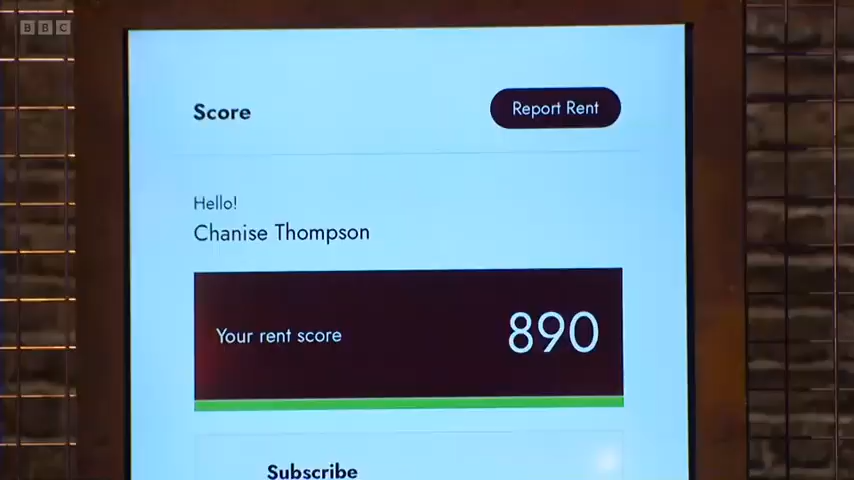 BBC
Score
Report Rent
Hello!
Chanise Thompson
Your rent score
890
Subscribe